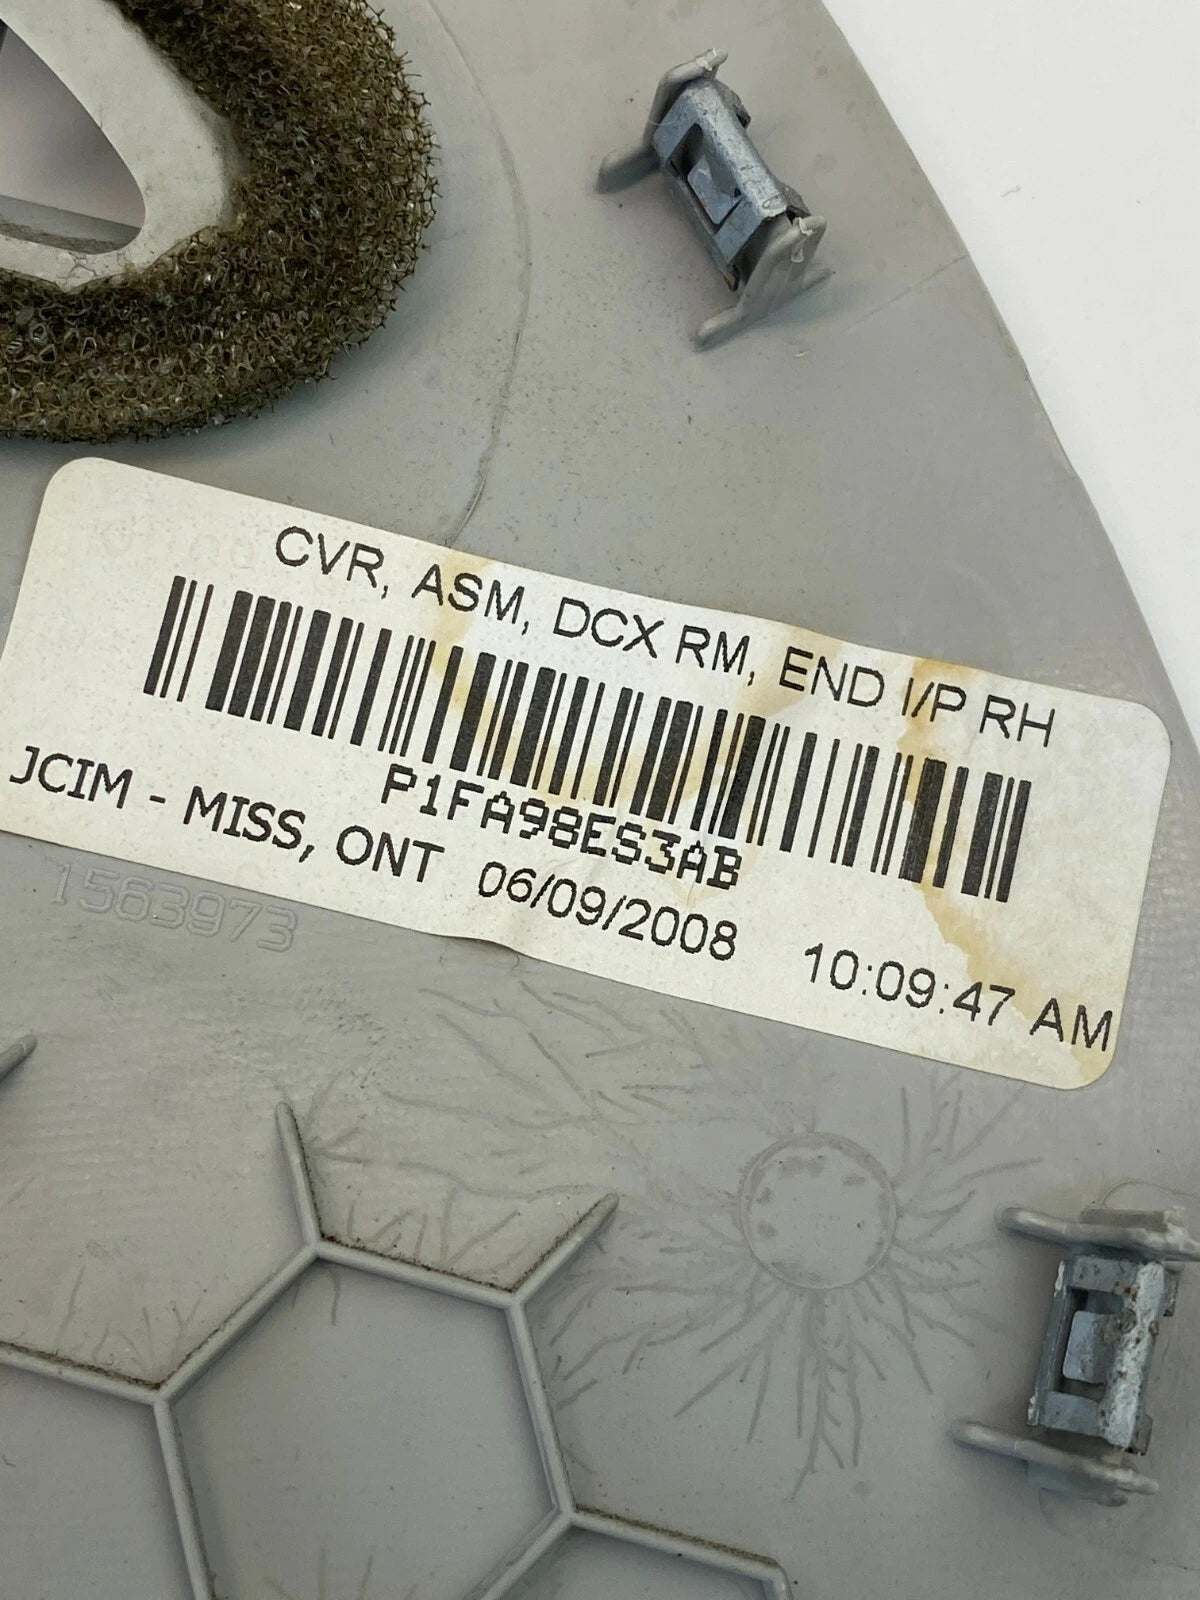 CVR, ASM, DCX RM, END I/P RH
P1FA98ES3AB
JCIM - MISS, ONT 06/09/2008 10:09:47 AM
1563973